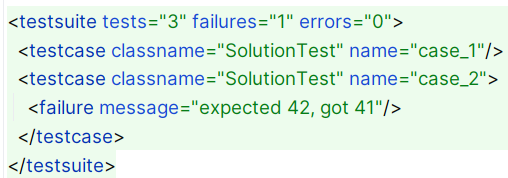 <testsuite tests="3" failures="1" errors="0">
  <testcase classname="SolutionTest" name="case_1"/>
  <testcase classname="SolutionTest" name="case_2">
    <failure message="expected 42, got 41"/>
  </testcase>
</testsuite>